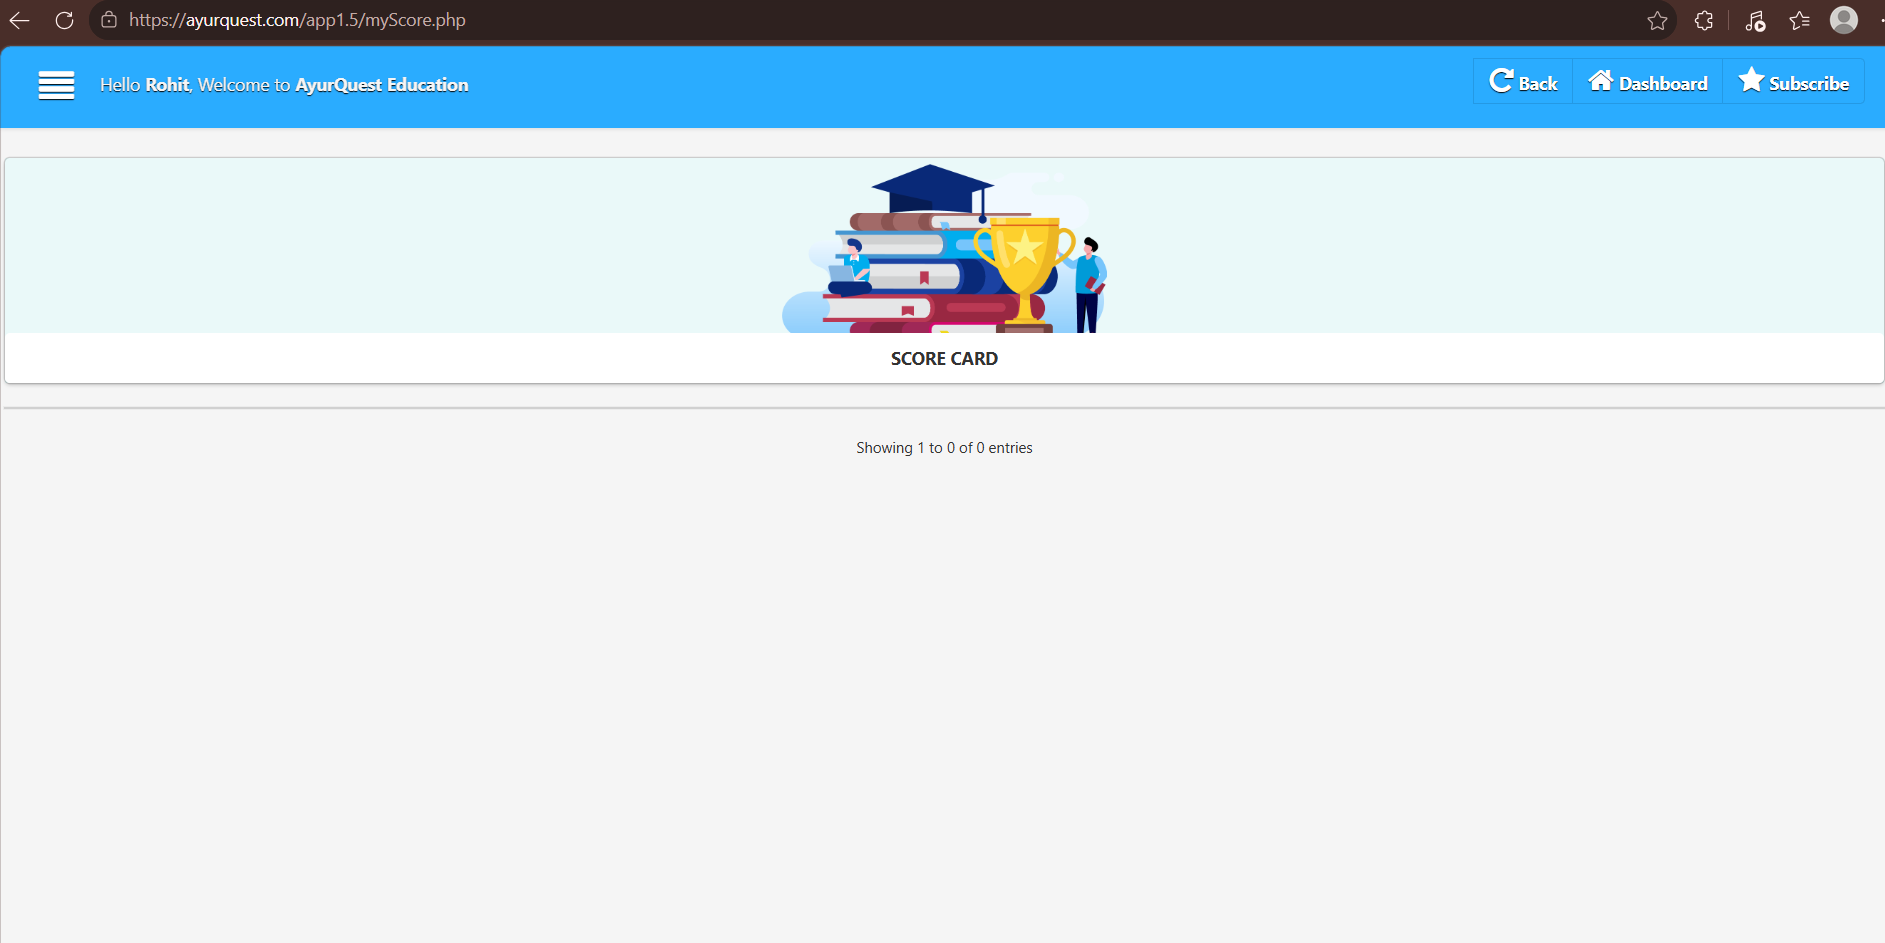 https://ayurquest.com/app1.5/myScore.php
Hello Rohit, Welcome to AyurQuest Education
Back
Dashboard
Subscribe
SCORE CARD
Showing 1 to 0 of 0 entries